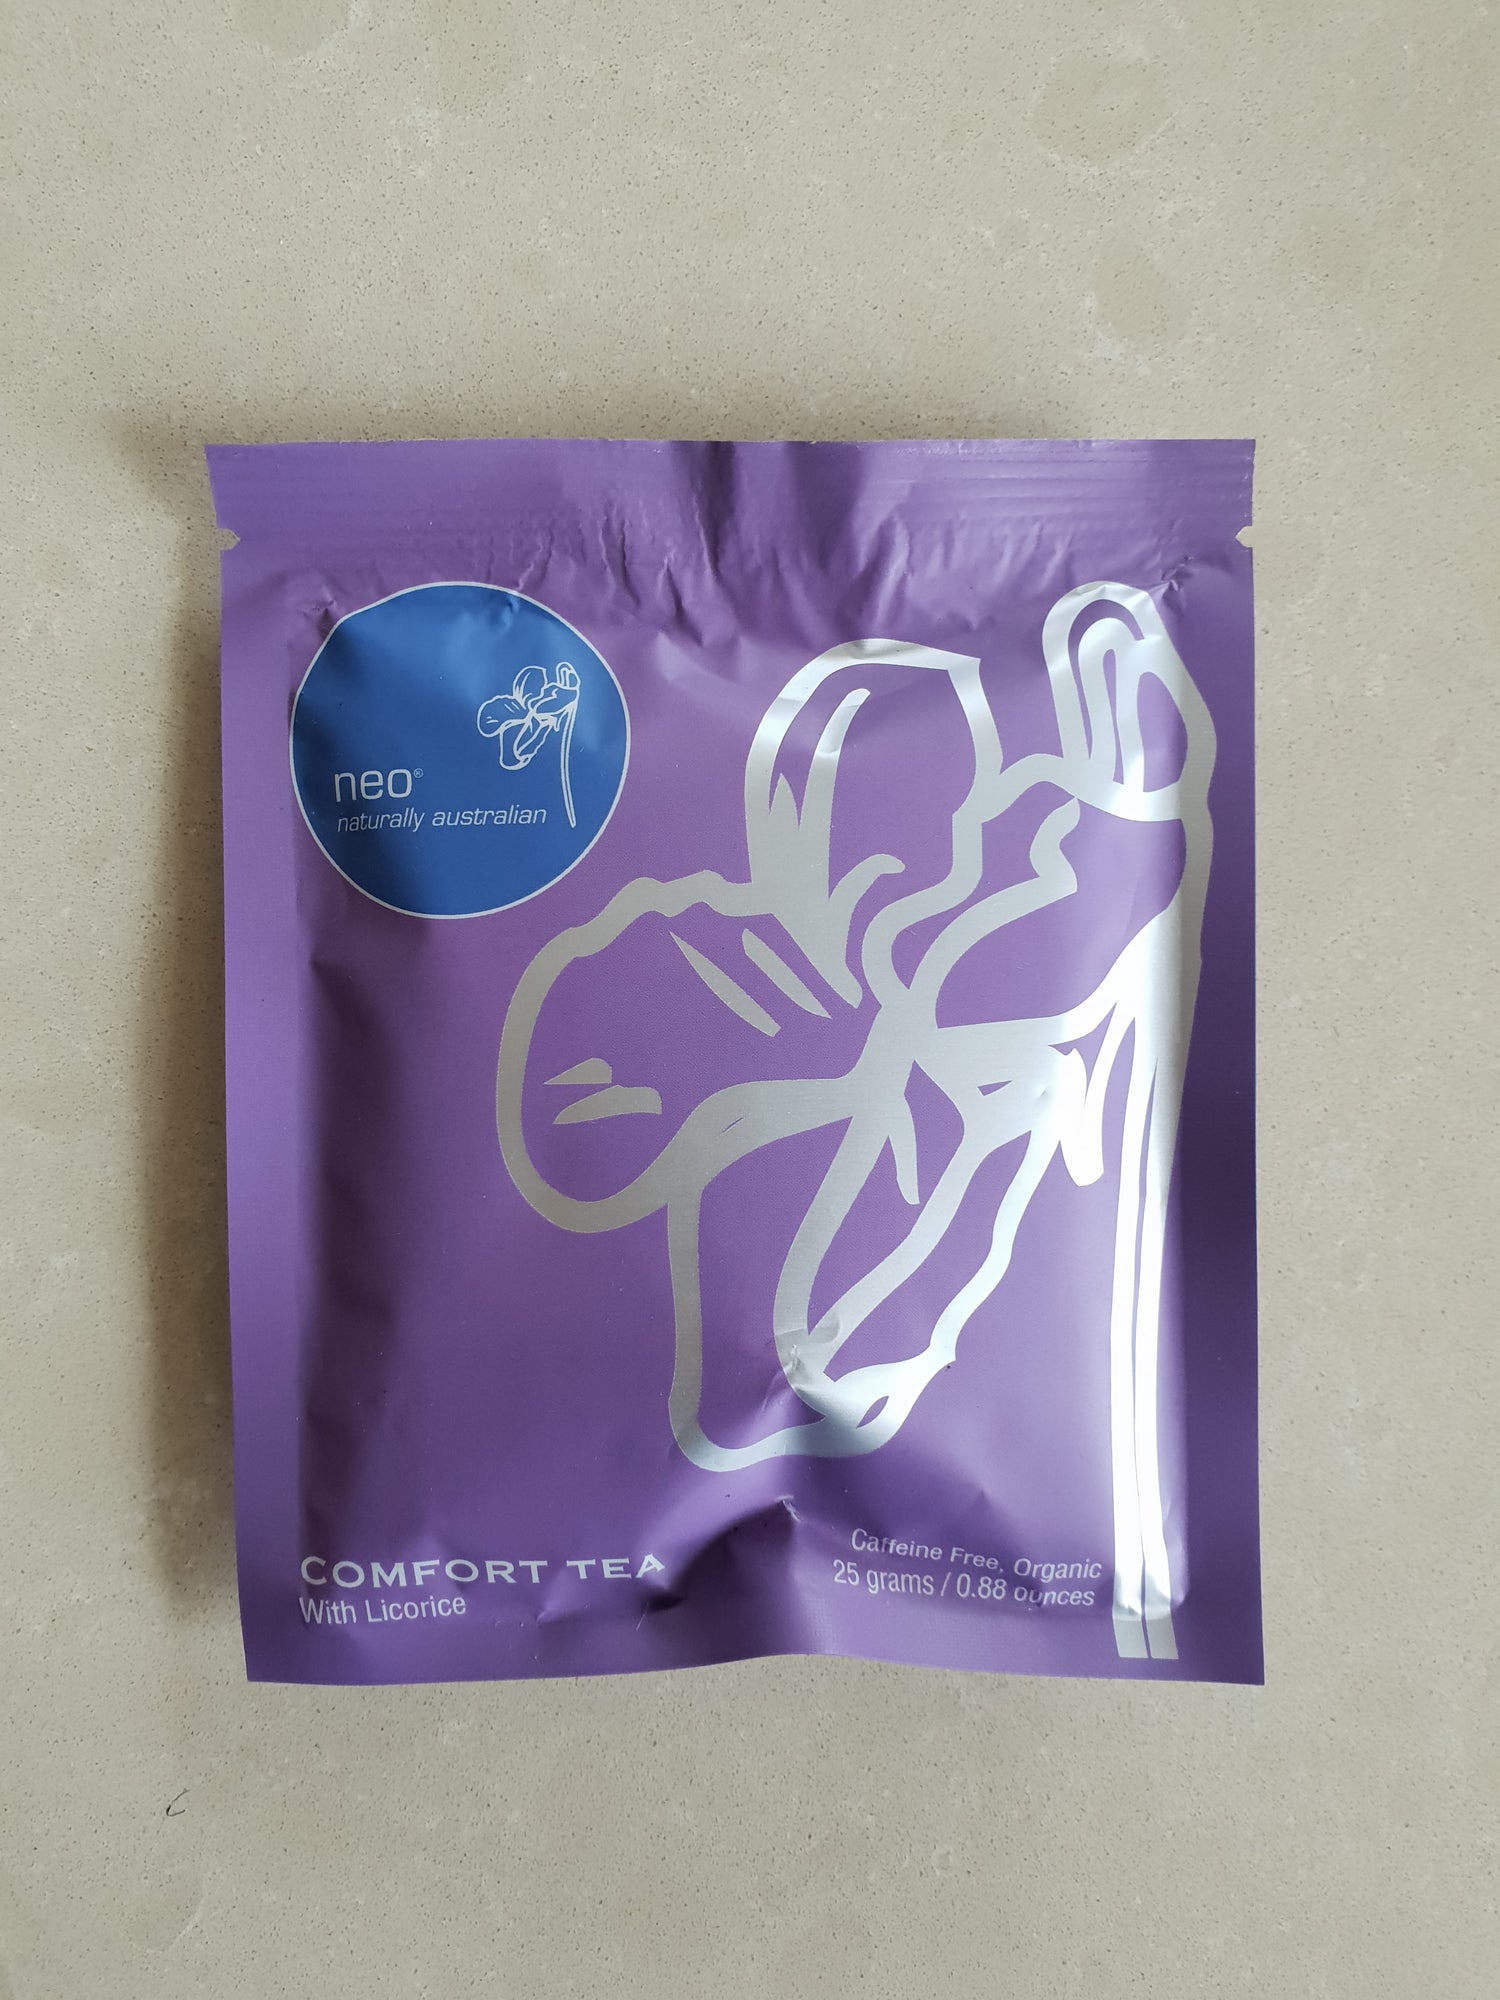 neo®
naturally australian
COMFORT TEA
With Licorice
Caffeine Free, Organic
25 grams / 0.88 ounces